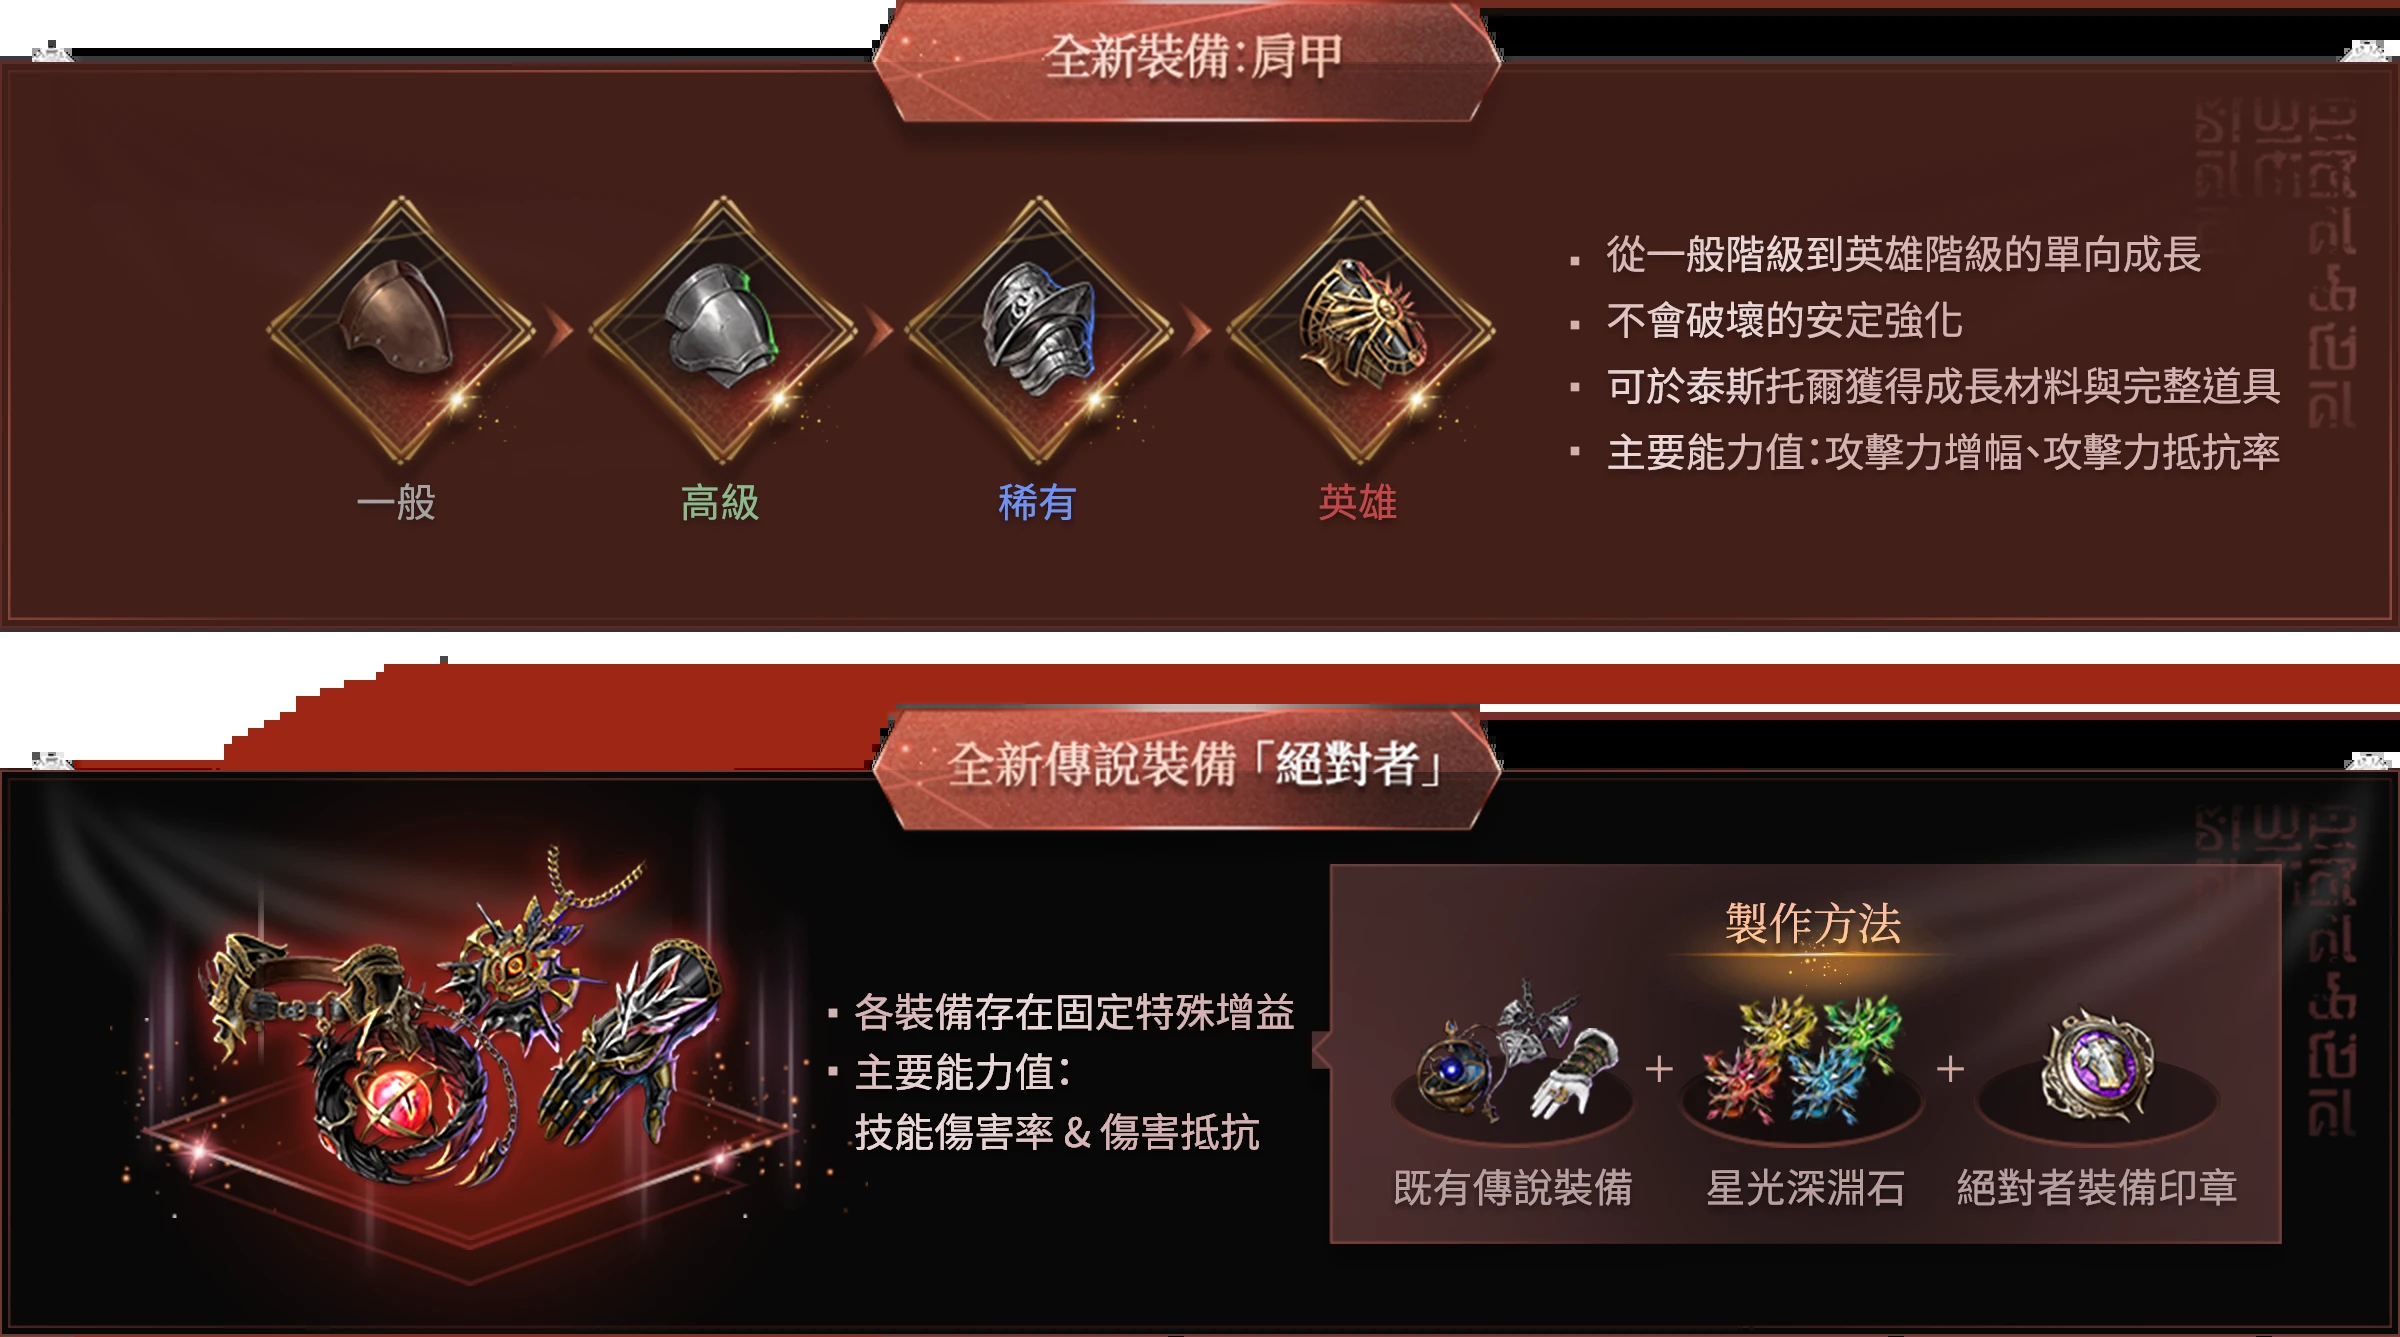 全新裝備：肩甲
一般
高級
稀有
英雄
▪ 從一般階級到英雄階級的單向成長
▪ 不會破壞的安定強化
▪ 可於泰斯托爾獲得成長材料與完整道具
▪ 主要能力值：攻擊力增幅、攻擊力抵抗率
全新傳說裝備「絕對者」
▪ 各裝備存在固定特殊增益
▪ 主要能力值：
技能傷害率 & 傷害抵抗
製作方法
既有傳說裝備
+
星光深淵石
+
絕對者裝備印章